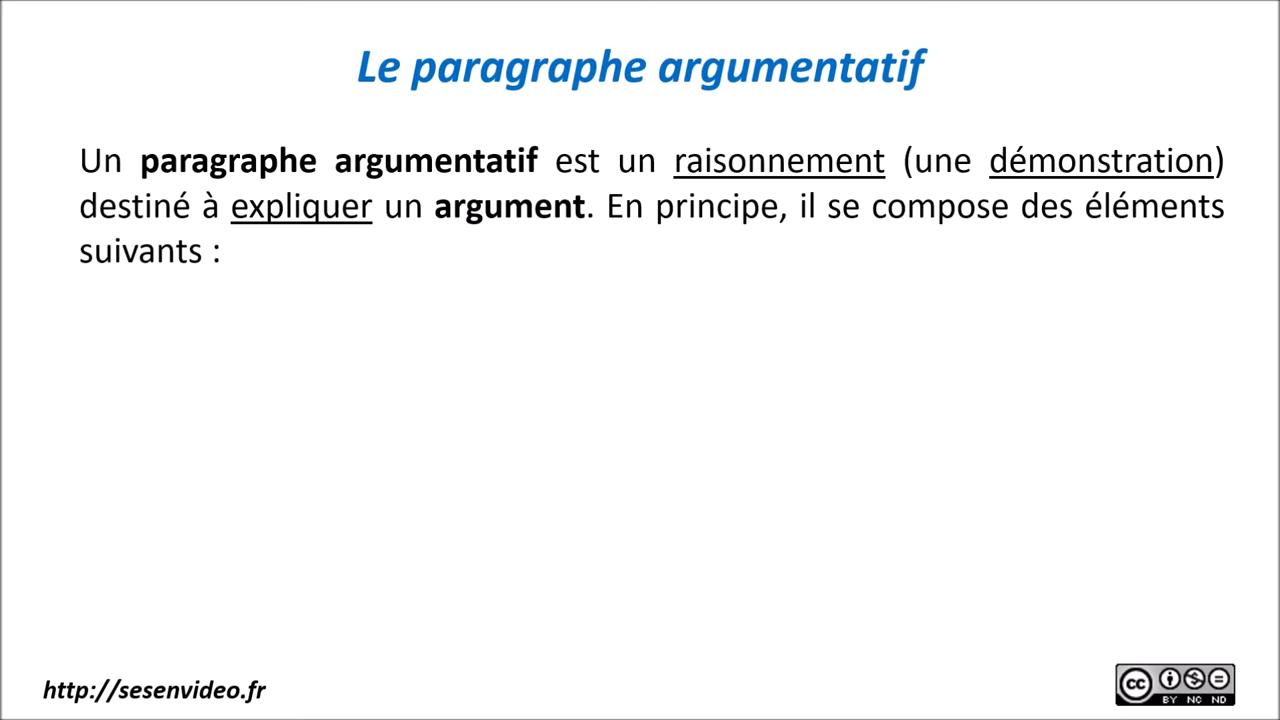 Le paragraphe argumentatif
Un paragraphe argumentatif est un raisonnement (une démonstration)
destiné à expliquer un argument. En principe, il se compose des éléments
suivants :
http://sesenvideo.fr
cc
BY NC ND